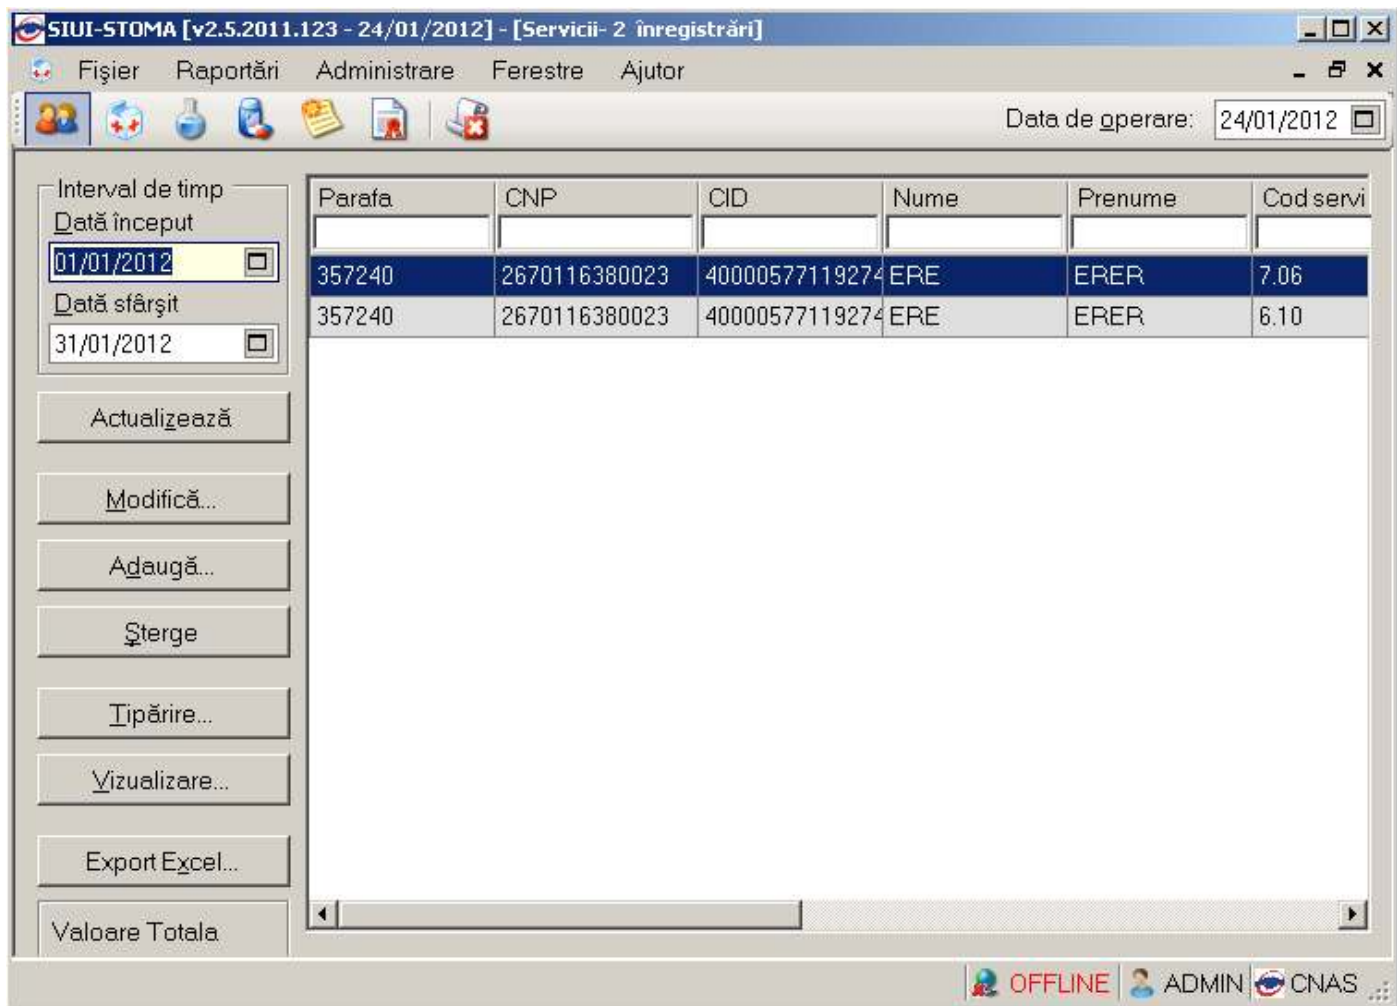 SIUI-STOMA [v2.5.2011.123 - 24/01/2012] - [Servicii- 2 înregistrări]
Fişier Raportări Administrare Ferestre Ajutor
Data de operare: 24/01/2012
Interval de timp
Dată început
01/01/2012
Dată sfârşit
31/01/2012
Actualizează
Modifică...
Adaugă...
Şterge
Tipărire...
Vizualizare...
Export Excel...
Valoare Totala
Parafa CNP CID Nume Prenume Cod servi
357240 2670116380023 40000577119274 ERE ERER 7.06
357240 2670116380023 40000577119274 ERE ERER 6.10
OFFLINE ADMIN CNAS